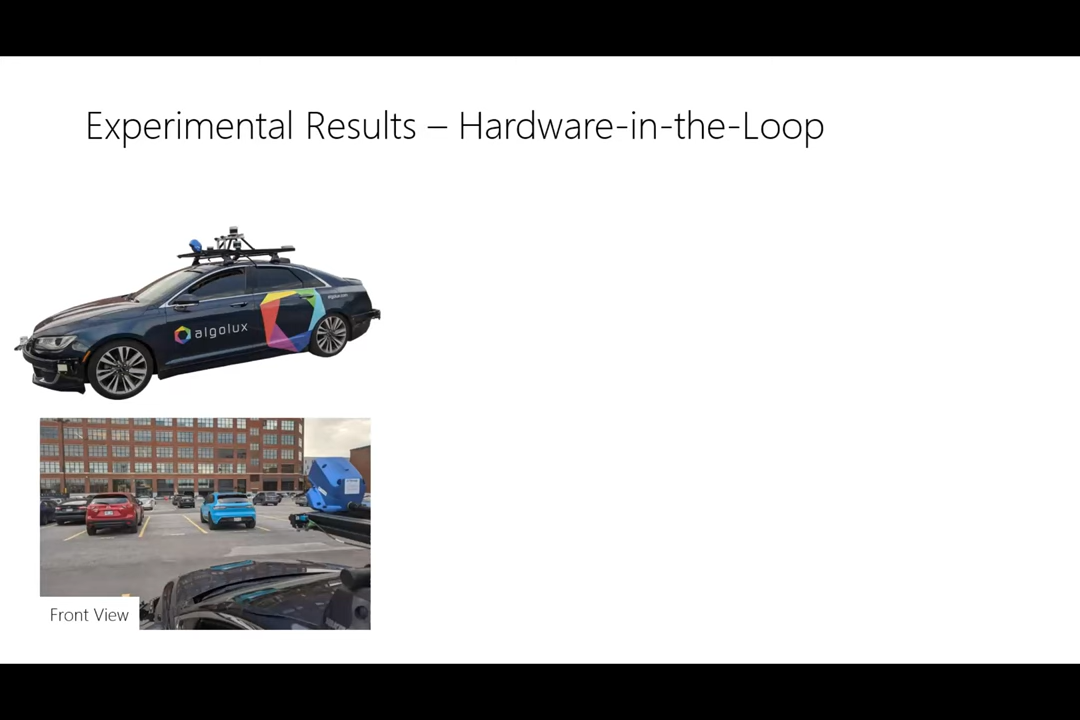 Experimental Results – Hardware-in-the-Loop
algolux
Front View